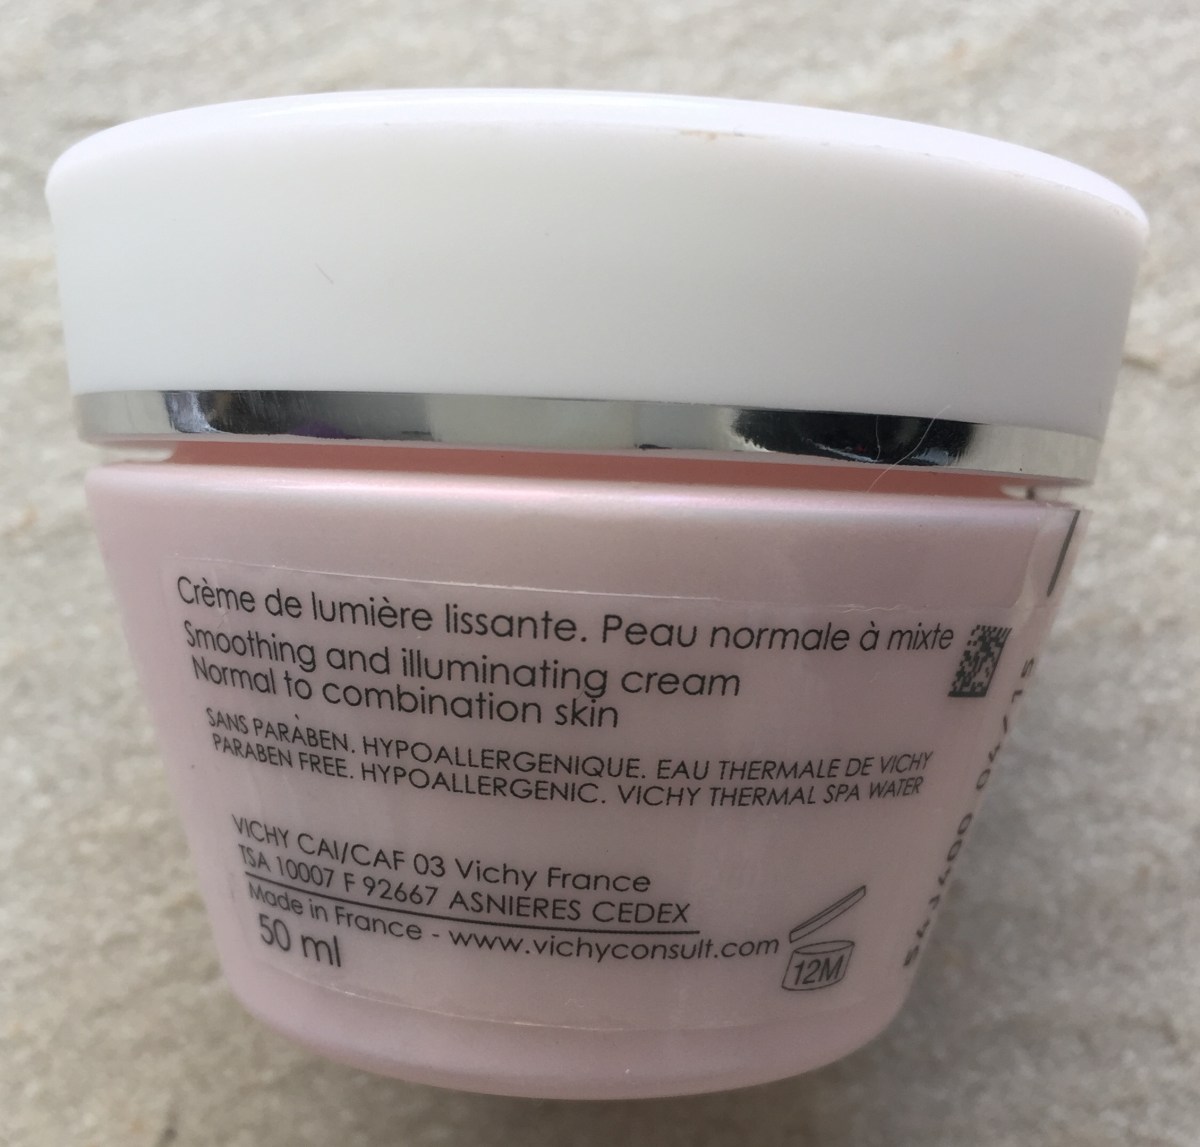 Crème de lumière lissante. Peau normale à mixte
Smoothing and illuminating cream
Normal to combination skin
SANS PARABEN. HYPOALLERGENIQUE. EAU THERMALE DE VICHY
PARABEN FREE. HYPOALLERGENIC. VICHY THERMAL SPA WATER
VICHY CAI/CAF 03 Vichy France
TSA 10007 F 92667 ASNIERES CEDEX
Made in France - www.vichyconsult.com
50 ml
12M